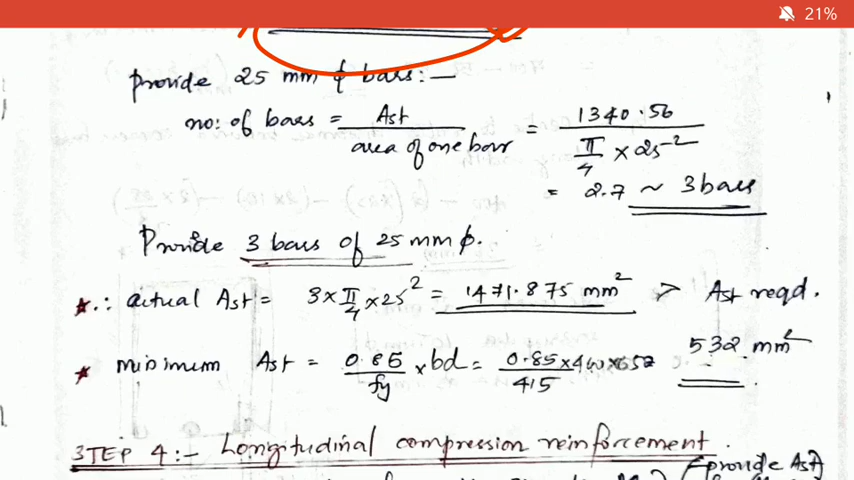 21%
Provide 25 mm ϕ bars:—
no: of bars = Ast / area of one bar = 1340.56 / π/4 × 25²
= 2.7 ~ 3 bars
Provide 3 bars of 25 mm ϕ.
★ ∴ actual Ast = 3 × π/4 × 25² = 1471.875 mm² > Ast reqd.
★ Minimum Ast = 0.85/fy × bd = 0.85 × 400 × 652 / 415 532 mm².
STEP 4:- Longitudinal compression reinforcement.
(provide Ast)